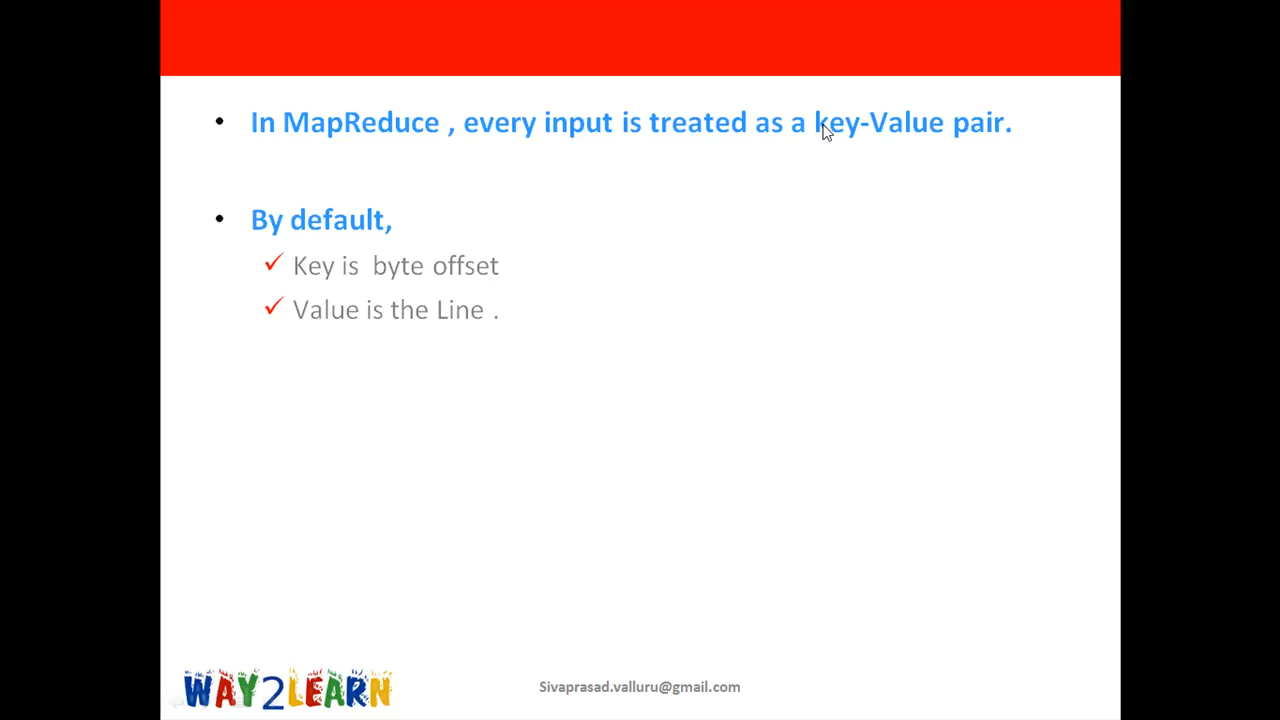 • In MapReduce , every input is treated as a key-Value pair.
• By default,
✓ Key is byte offset
✓ Value is the Line .
WAY2LEARN
Sivaprasad.valluru@gmail.com